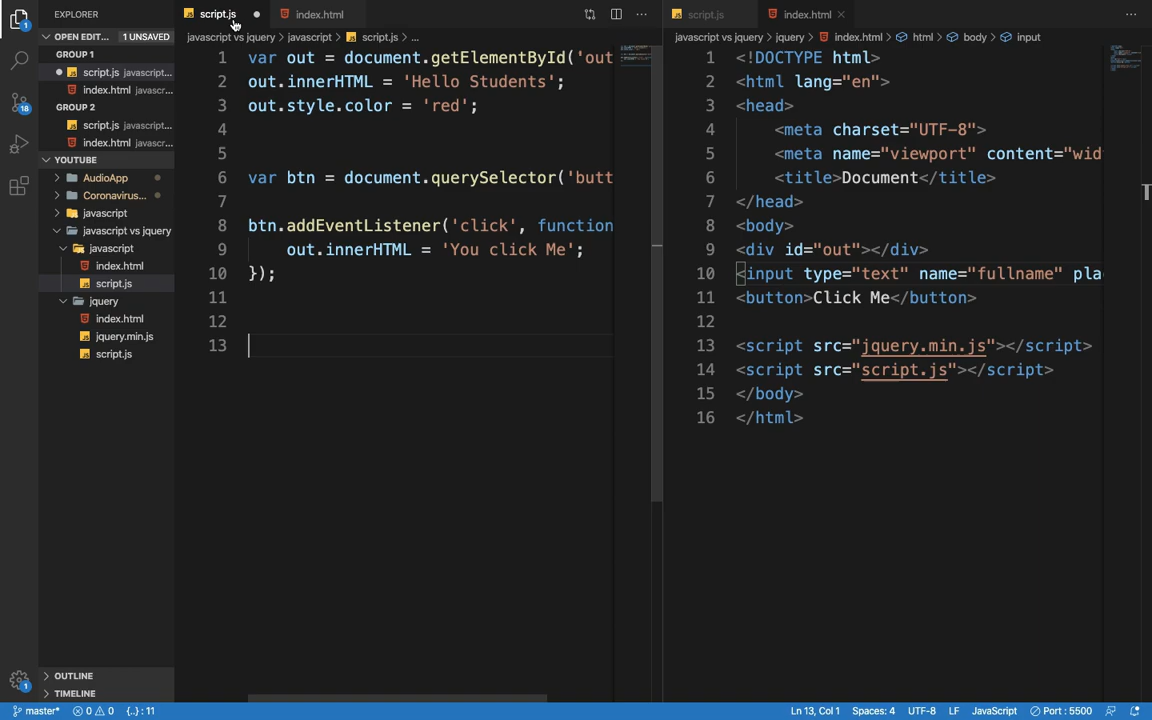 EXPLORER
OPEN EDIT... 1 UNSAVED
GROUP 1
script.js javascript...
index.html javascr...
GROUP 2
script.js javascript...
index.html javascr...
YOUTUBE
AudioApp
Coronavirus...
javascript
javascript vs jquery
javascript
index.html
script.js
jquery
index.html
jquery.min.js
script.js
OUTLINE
TIMELINE
1
18
1
script.js index.html
javascript vs jquery > javascript > script.js > ...
1 var out = document.getElementById('out
2 out.innerHTML = 'Hello Students';
3 out.style.color = 'red';
4
5
6 var btn = document.querySelector('butt
7
8 btn.addEventListener('click', function
9 out.innerHTML = 'You click Me';
10 });
11
12
13
script.js index.html
javascript vs jquery > jquery > index.html > html > body > input
1 <!DOCTYPE html>
2 <html lang="en">
3 <head>
4 <meta charset="UTF-8">
5 <meta name="viewport" content="wid
6 <title>Document</title>
7 </head>
8 <body>
9 <div id="out"></div>
10 <input type="text" name="fullname" pla
11 <button>Click Me</button>
12
13 <script src="jquery.min.js"></script>
14 <script src="script.js"></script>
15 </body>
16 </html>
master* 0 0 {..} : 11 Ln 13, Col 1 Spaces: 4 UTF-8 LF JavaScript Port : 5500